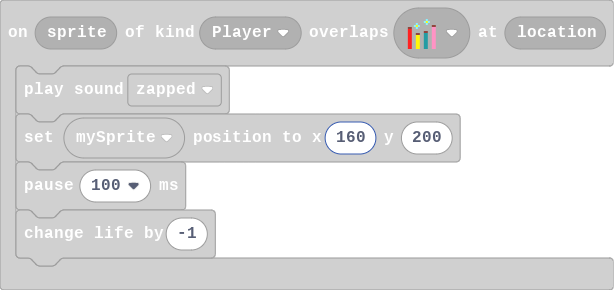 on sprite of kind Player overlaps at location
play sound zapped
set mySprite position to x 160 y 200
pause 100 ms
change life by -1